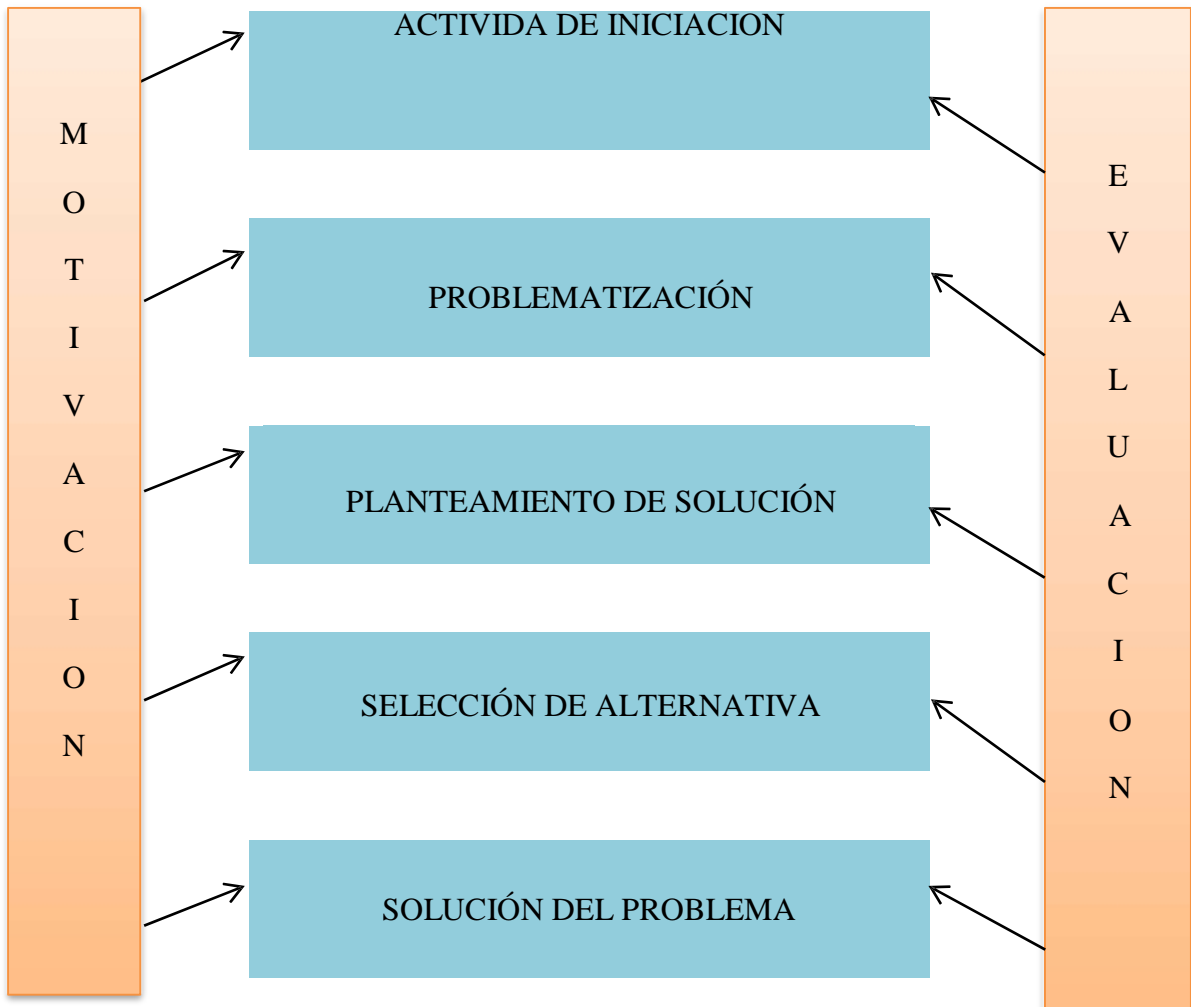 M
O
T
I
V
A
C
I
O
N
ACTIVIDA DE INICIACION
PROBLEMATIZACIÓN
PLANTEAMIENTO DE SOLUCIÓN
SELECCIÓN DE ALTERNATIVA
SOLUCIÓN DEL PROBLEMA
E
V
A
L
U
A
C
I
O
N